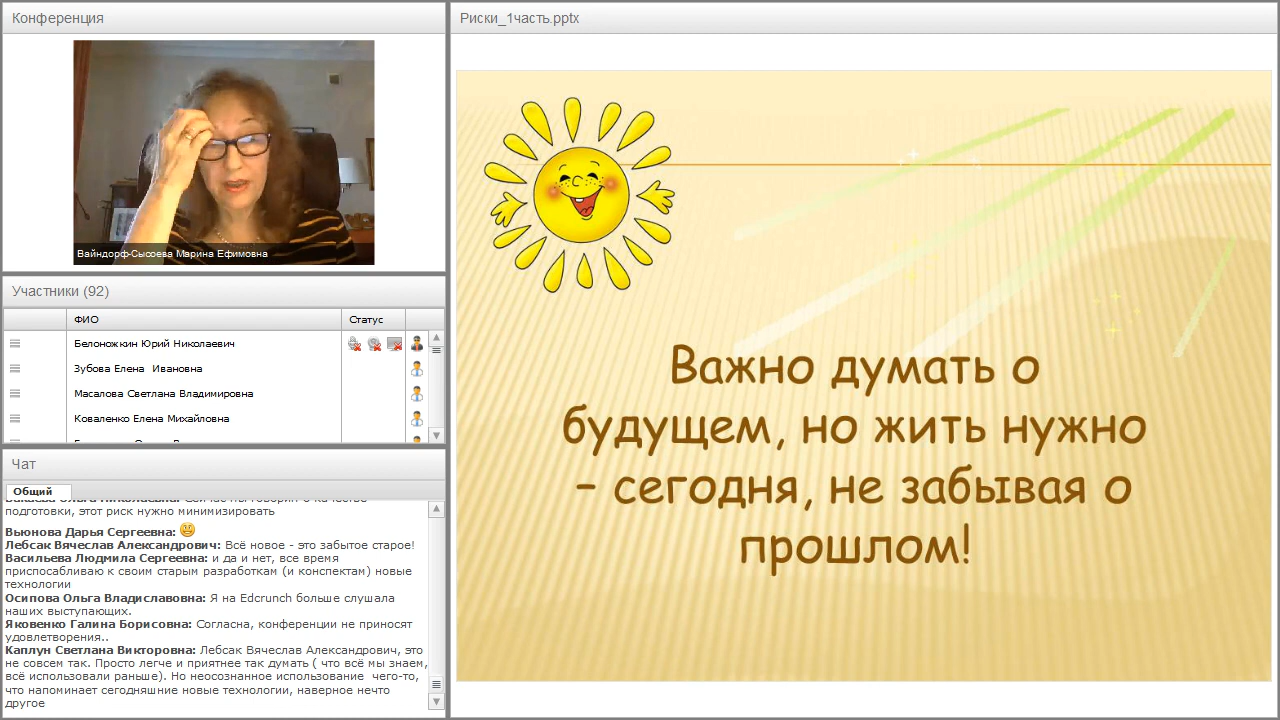 Конференция
Вайндорф-Сысоева Марина Ефимовна
Участники (92)
ФИО
Статус
Белоножкин Юрий Николаевич
Зубова Елена Ивановна
Масалова Светлана Владимировна
Коваленко Елена Михайловна
Чат
Общий
подготовки, этот риск нужно минимизировать
Вьюнова Дарья Сергеевна:
Лебсак Вячеслав Александрович: Всё новое - это забытое старое!
Васильева Людмила Сергеевна: и да и нет, все время
приспосабливаю к своим старым разработкам (и конспектам) новые
технологии
Осипова Ольга Владиславовна: Я на Edcrunch больше слушала
наших выступающих.
Яковенко Галина Борисовна: Согласна, конференции не приносят
удовлетворения..
Каплун Светлана Викторовна: Лебсак Вячеслав Александрович, это
не совсем так. Просто легче и приятнее так думать ( что всё мы знаем,
всё использовали раньше). Но неосознанное использование чего-то,
что напоминает сегодняшние новые технологии, наверное нечто
другое
Риски_1часть.pptx
Важно думать о
будущем, но жить нужно
– сегодня, не забывая о
прошлом!